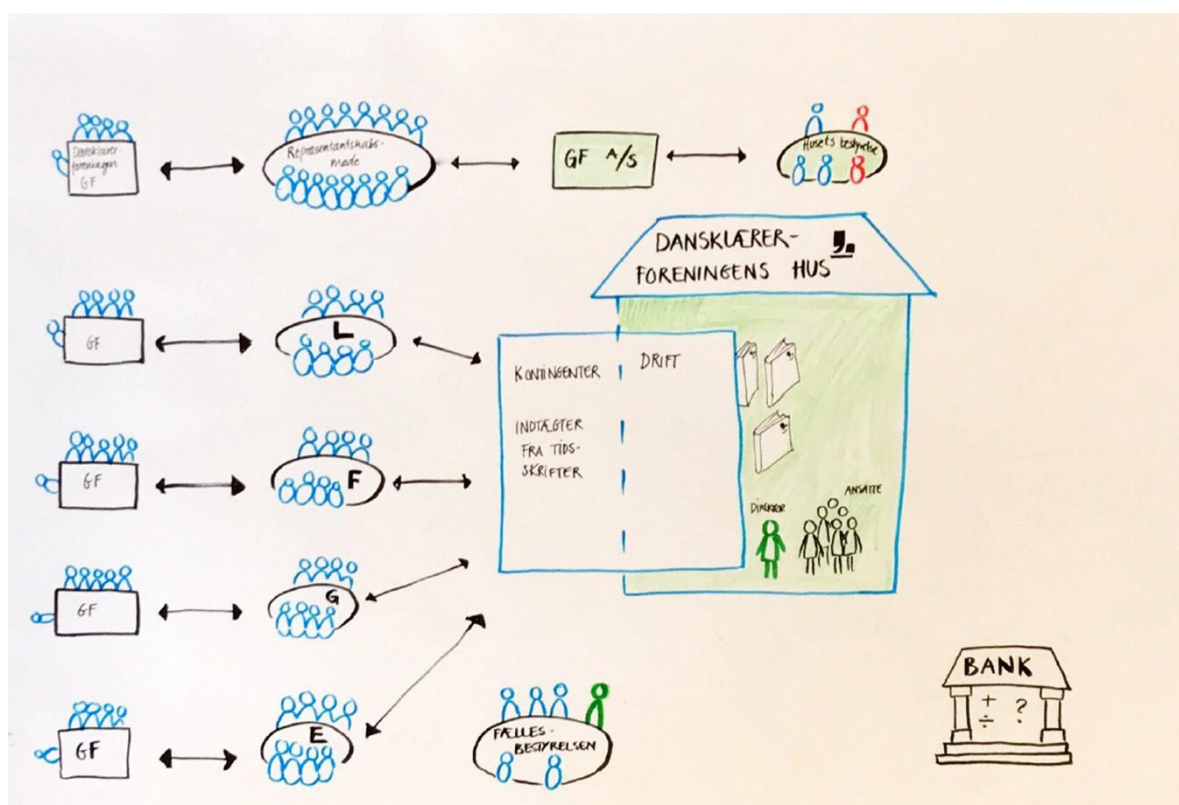 Dansklærer-
foreningen
GF
Repræsentantskabs-
møde
GF A/S
Husets bestyrelse
DANSKLÆRER-
FORENINGENS HUS
GF
L
KONTINGENTER
DRIFT
INDTÆGTER
FRA TIDS-
SKRIFTER
GF
F
DIREKTØR
ANSATTE
GF
G
GF
E
FÆLLES-
BESTYRELSEN
BANK
+ ?
÷